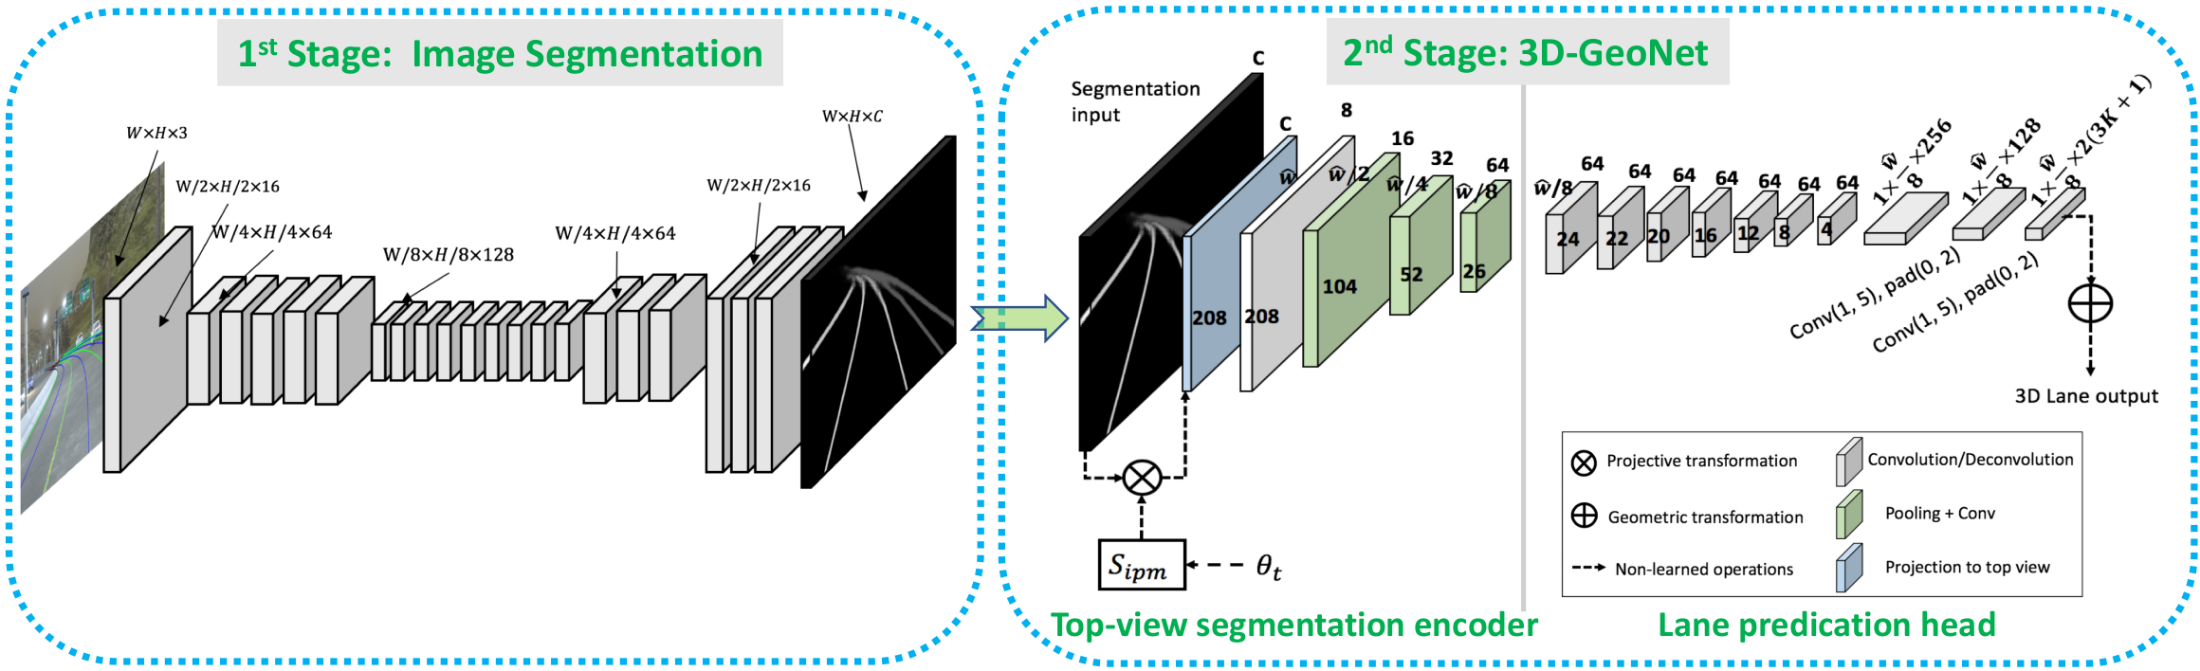 1st Stage: Image Segmentation
W×H×3
W/2×H/2×16
W/4×H/4×64
W/8×H/8×128
W/4×H/4×64
W/2×H/2×16
W×H×C
2nd Stage: 3D-GeoNet
Segmentation
input
C
C
8
16
32
64
ŵ
ŵ/2
ŵ/4
ŵ/8
208
208
104
52
26
S_ipm
θ_t
Top-view segmentation encoder
ŵ/8
64
64
64
64
64
64
64
24
22
20
16
12
8
4
1×ŵ/8×256
1×ŵ/8×128
1×ŵ/8×2(3K + 1)
Conv(1, 5), pad(0, 2)
Conv(1, 5), pad(0, 2)
3D Lane output
Projective transformation
Convolution/Deconvolution
Geometric transformation
Pooling + Conv
Non-learned operations
Projection to top view
Lane predication head